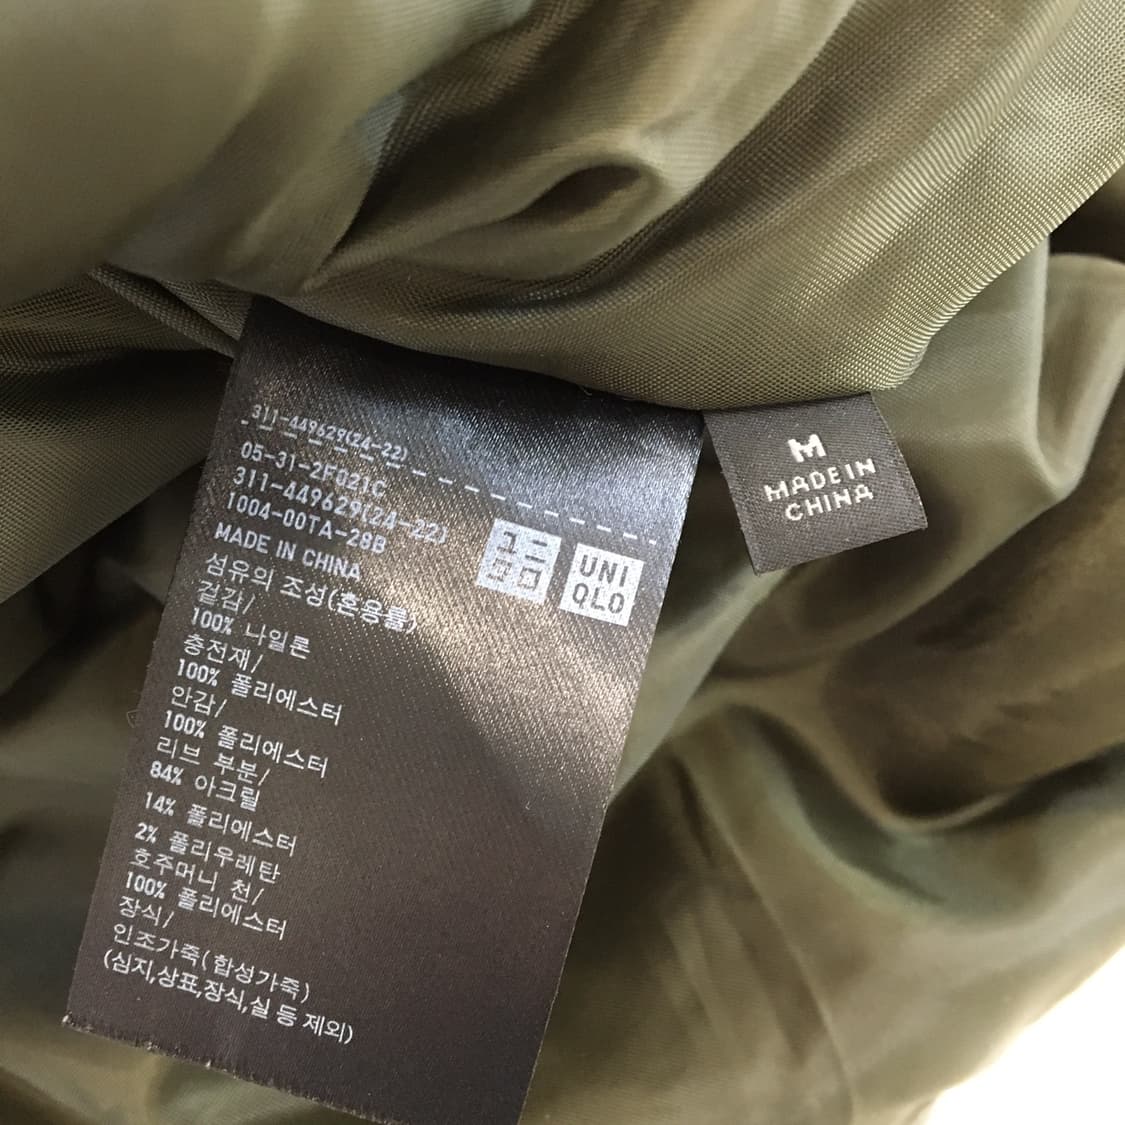 311-449629(24-22)
05-31-2F021C
311-449629(24-22)
1004-00TA-28B
MADE IN CHINA
ユニ
クロ
UNI
QLO
섬유의 조성(혼용률)
겉감/
100% 나일론
충전재/
100% 폴리에스터
안감/
100% 폴리에스터
리브 부분/
84% 아크릴
14% 폴리에스터
2% 폴리우레탄
호주머니 천/
100% 폴리에스터
장식/
인조가죽(합성가죽)
(심지,상표,장식,실 등 제외)
M
MADE IN
CHINA